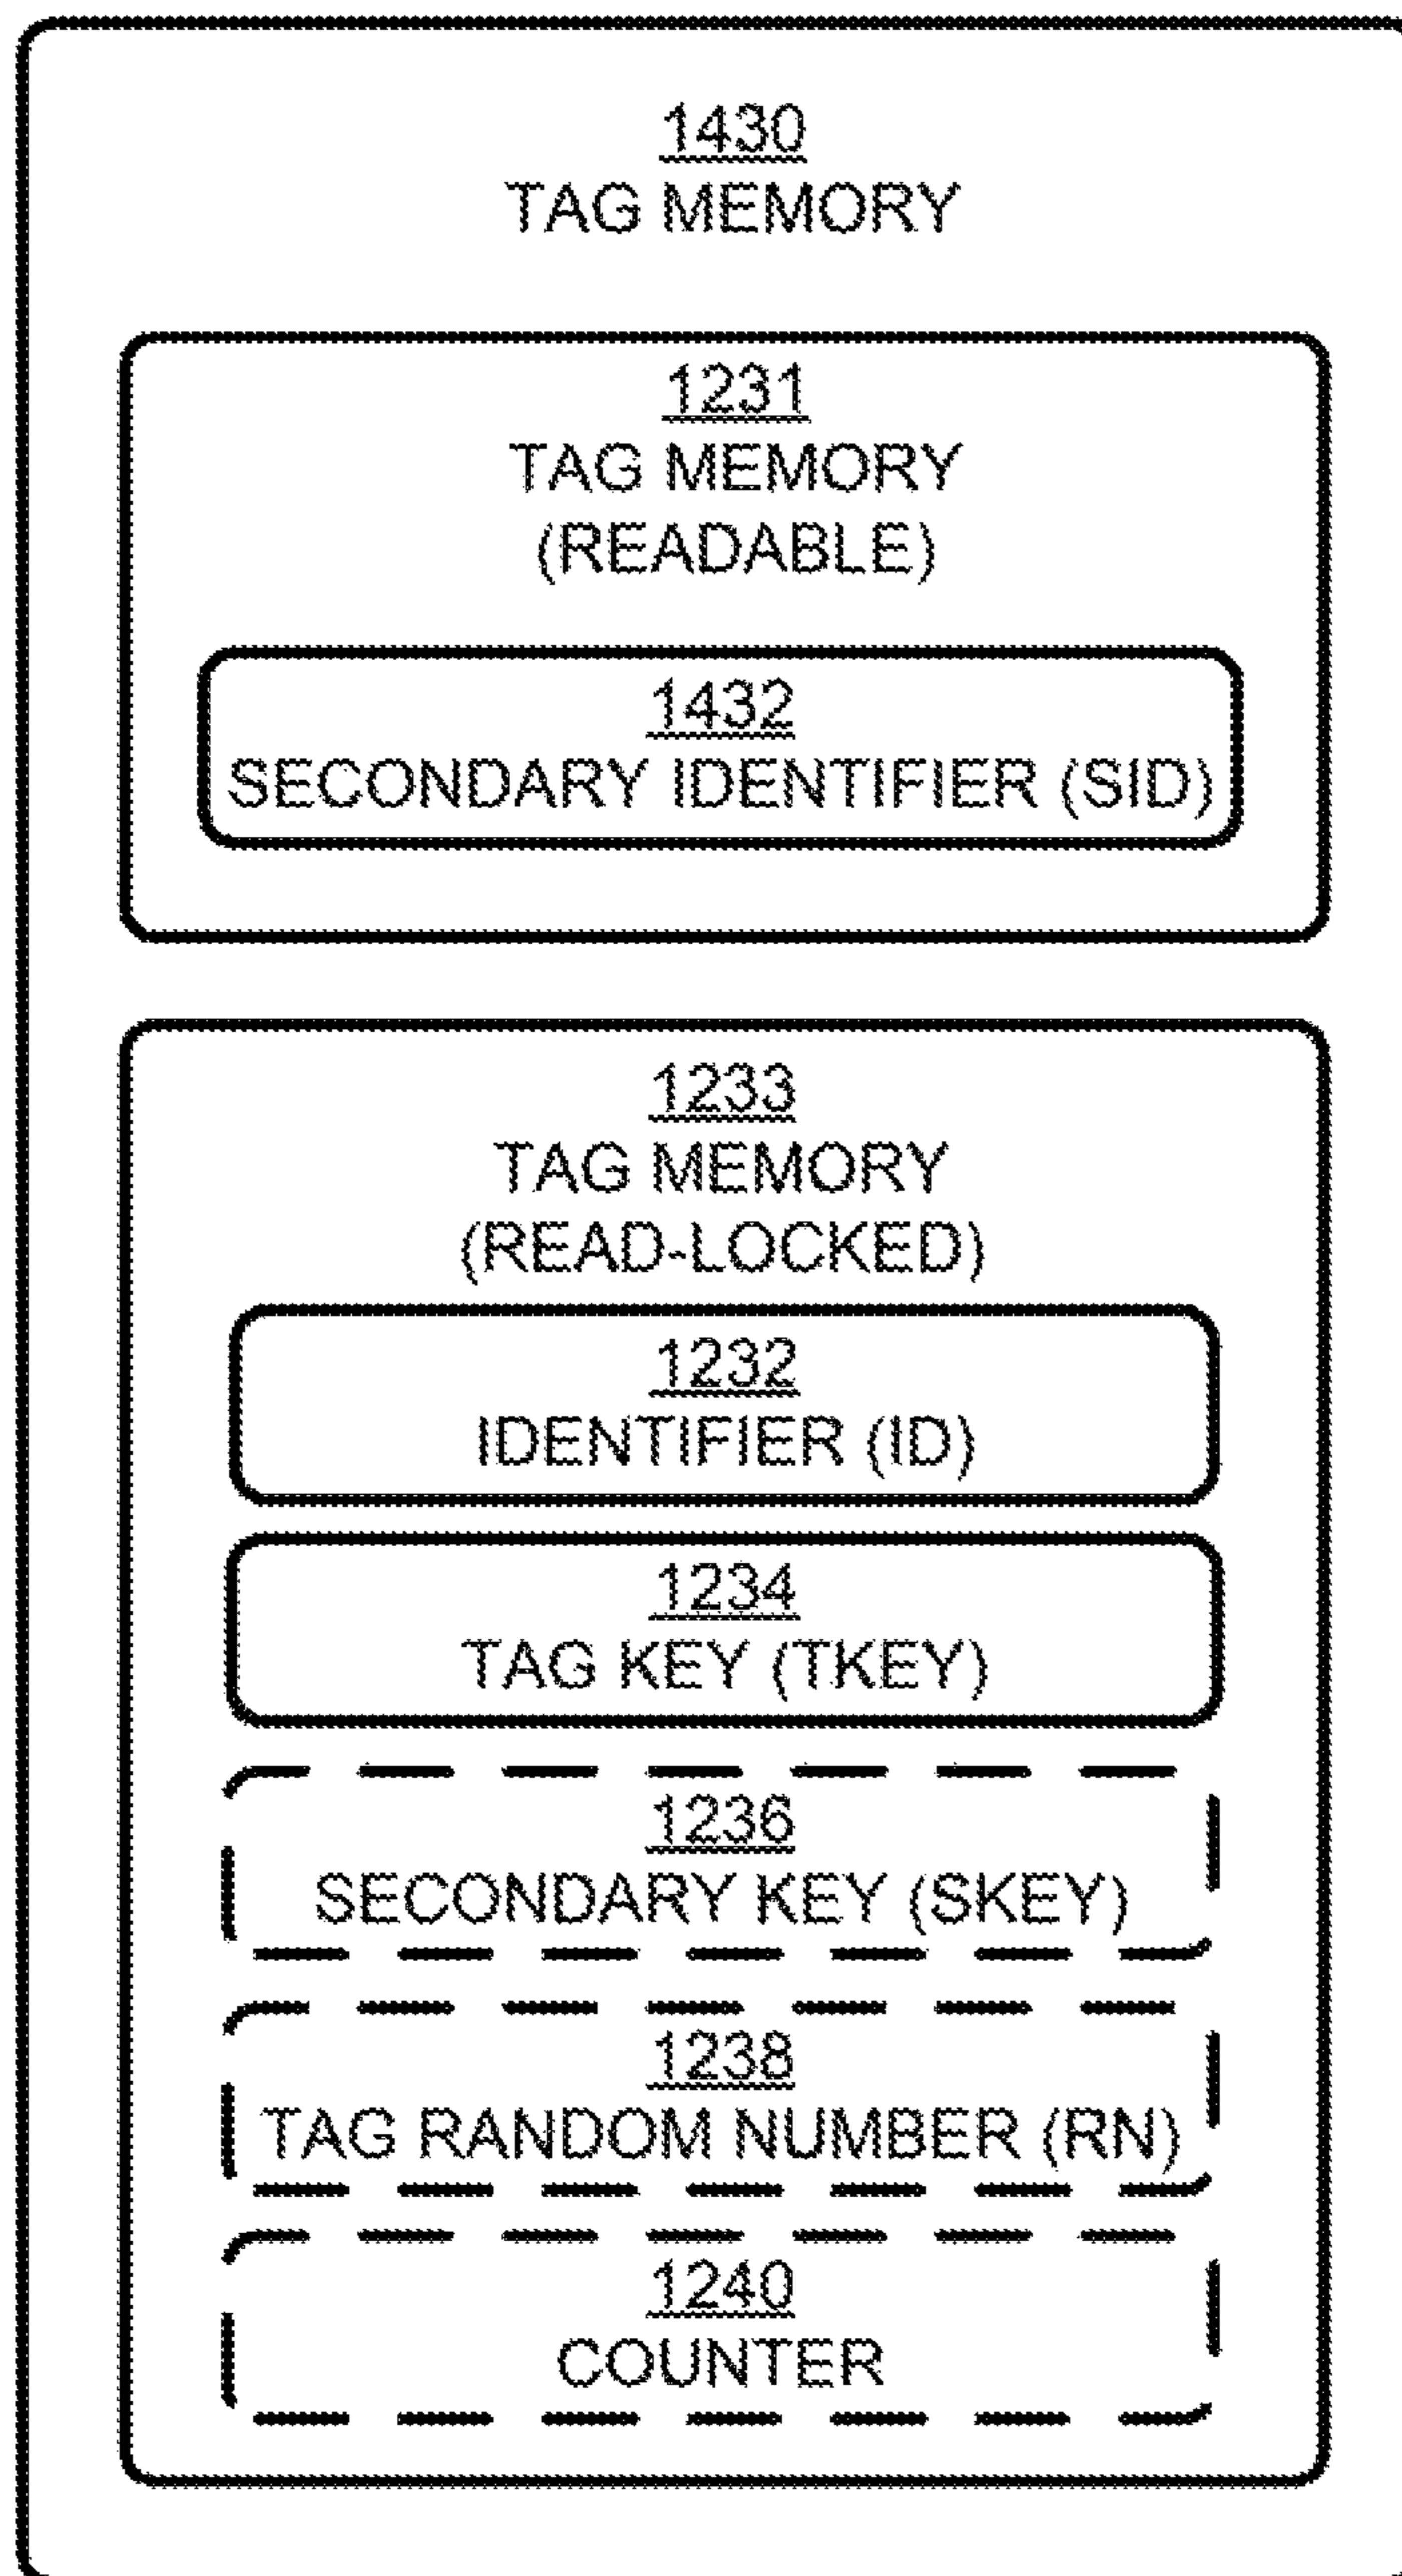 1430
TAG MEMORY
1231
TAG MEMORY
(READABLE)
1432
SECONDARY IDENTIFIER (SID)
1233
TAG MEMORY
(READ-LOCKED)
1232
IDENTIFIER (ID)
1234
TAG KEY (TKEY)
1236
SECONDARY KEY (SKEY)
1238
TAG RANDOM NUMBER (RN)
1240
COUNTER